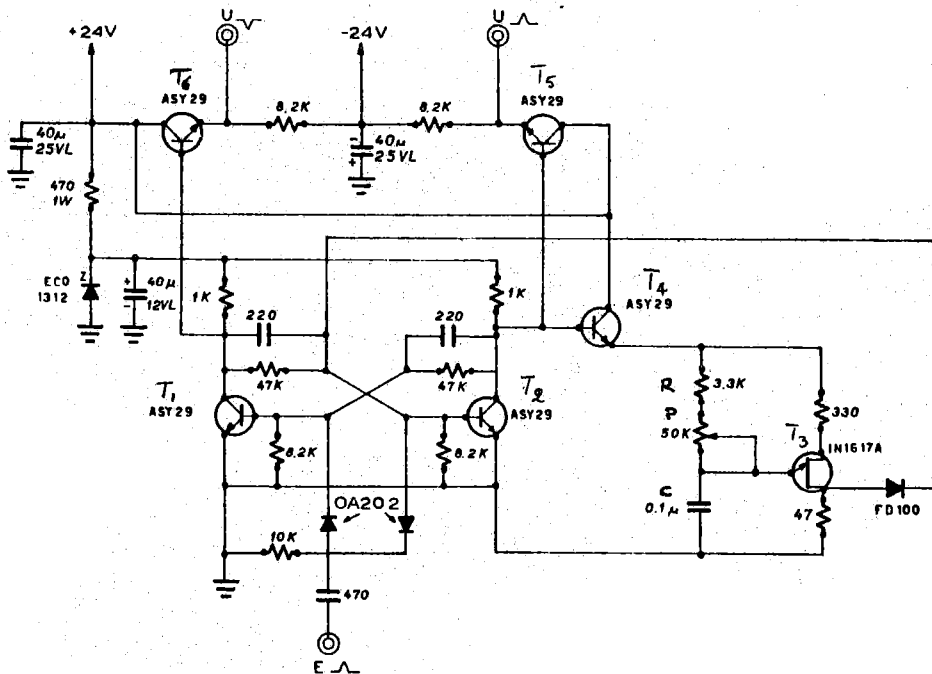 U
U
+24V
-24V
T6
ASY29
8,2K
8.2K
T5
ASY29
40µ
25VL
40µ
25VL
470
1W
ECO
1312
Z
40µ
12VL
1K
220
220
1K
T4
ASY29
47K
47K
T1
ASY29
T2
ASY29
R
3,3K
P
50K
330
T3
IN1617A
8,2K
8.2K
C
0.1µ
47
FD100
OA202
10K
470
E